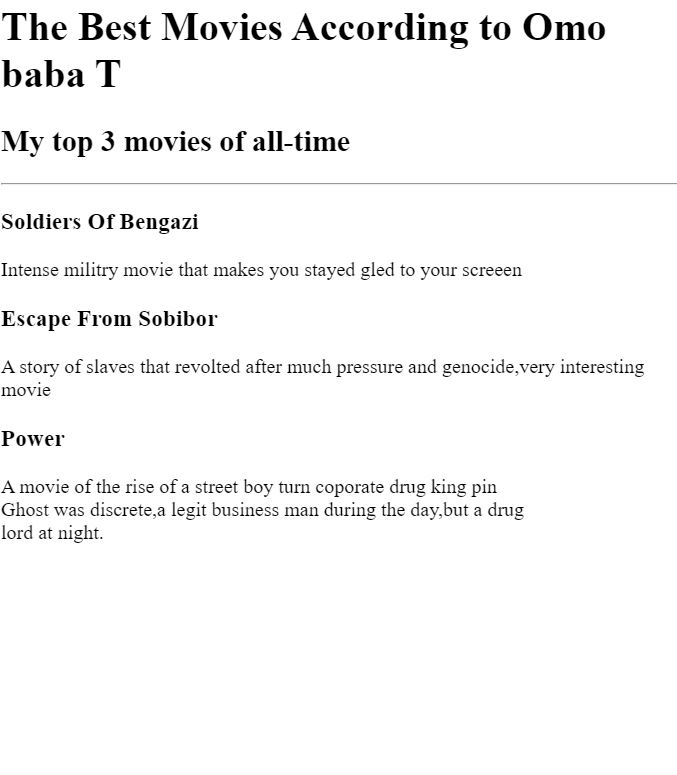 The Best Movies According to Omo
baba T
My top 3 movies of all-time
Soldiers Of Bengazi
Intense militry movie that makes you stayed gled to your screeen
Escape From Sobibor
A story of slaves that revolted after much pressure and genocide,very interesting
movie
Power
A movie of the rise of a street boy turn coporate drug king pin
Ghost was discrete,a legit business man during the day,but a drug
lord at night.